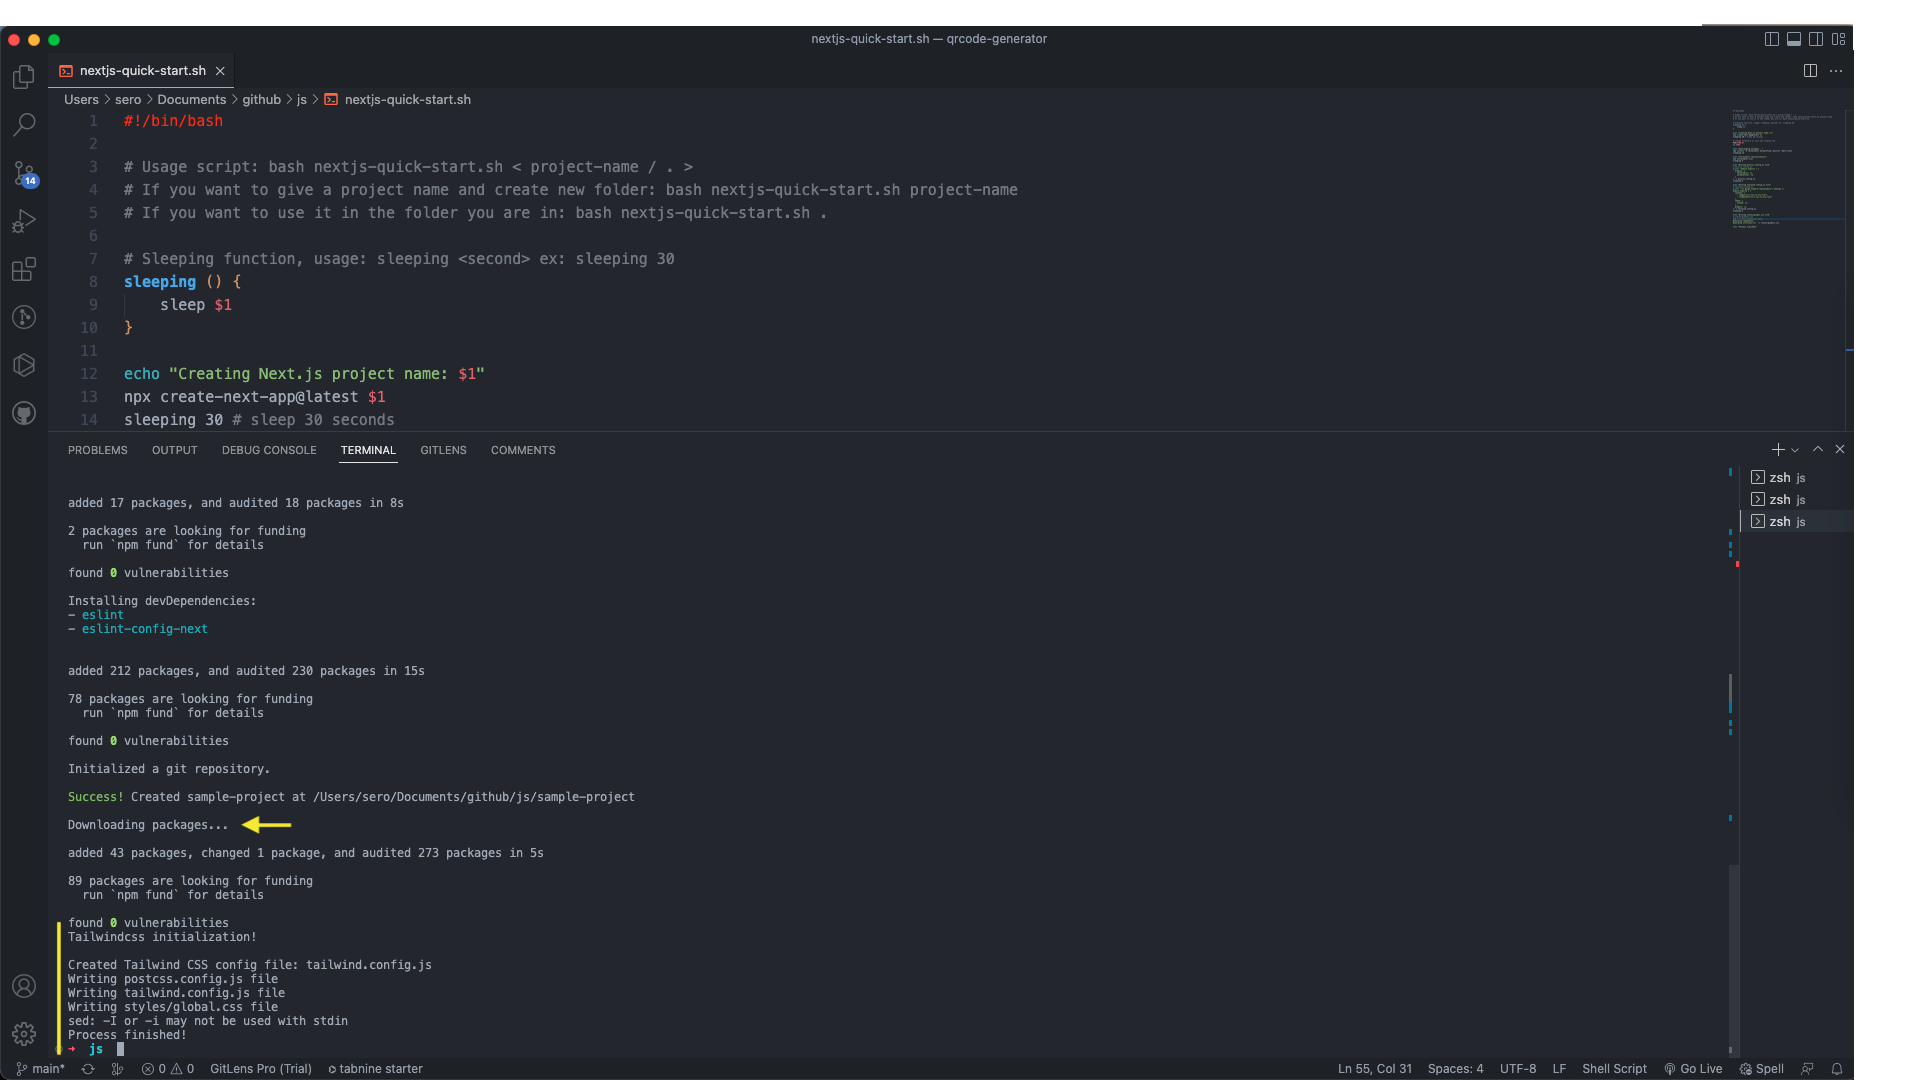 nextjs-quick-start.sh — qrcode-generator
nextjs-quick-start.sh
Users > sero > Documents > github > js > nextjs-quick-start.sh
14
1 #!/bin/bash
2
3 # Usage script: bash nextjs-quick-start.sh < project-name / . >
4 # If you want to give a project name and create new folder: bash nextjs-quick-start.sh project-name
5 # If you want to use it in the folder you are in: bash nextjs-quick-start.sh .
6
7 # Sleeping function, usage: sleeping <second> ex: sleeping 30
8 sleeping () {
9 sleep $1
10 }
11
12 echo "Creating Next.js project name: $1"
13 npx create-next-app@latest $1
14 sleeping 30 # sleep 30 seconds
PROBLEMS OUTPUT DEBUG CONSOLE TERMINAL GITLENS COMMENTS
zsh js
zsh js
zsh js
added 17 packages, and audited 18 packages in 8s
2 packages are looking for funding
run `npm fund` for details
found 0 vulnerabilities
Installing devDependencies:
- eslint
- eslint-config-next
added 212 packages, and audited 230 packages in 15s
78 packages are looking for funding
run `npm fund` for details
found 0 vulnerabilities
Initialized a git repository.
Success! Created sample-project at /Users/sero/Documents/github/js/sample-project
Downloading packages...
added 43 packages, changed 1 package, and audited 273 packages in 5s
89 packages are looking for funding
run `npm fund` for details
found 0 vulnerabilities
Tailwindcss initialization!
Created Tailwind CSS config file: tailwind.config.js
Writing postcss.config.js file
Writing tailwind.config.js file
Writing styles/global.css file
sed: -I or -i may not be used with stdin
Process finished!
→ js
main* 0 0 GitLens Pro (Trial) tabnine starter Ln 55, Col 31 Spaces: 4 UTF-8 LF Shell Script Go Live Spell